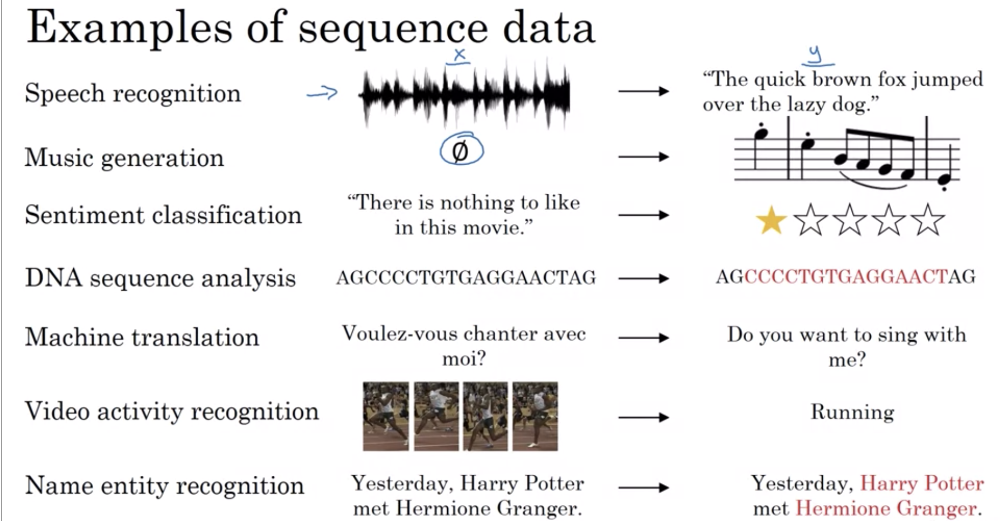 Examples of sequence data
x
y
Speech recognition
“The quick brown fox jumped
over the lazy dog.”
Music generation
∅
Sentiment classification
“There is nothing to like
in this movie.”
DNA sequence analysis
AGCCCCTGTGAGGAACTAG
AGCCCCTGTGAGGAACTAG
Machine translation
Voulez-vous chanter avec
moi?
Do you want to sing with
me?
Video activity recognition
Running
Name entity recognition
Yesterday, Harry Potter
met Hermione Granger.
Yesterday, Harry Potter
met Hermione Granger.